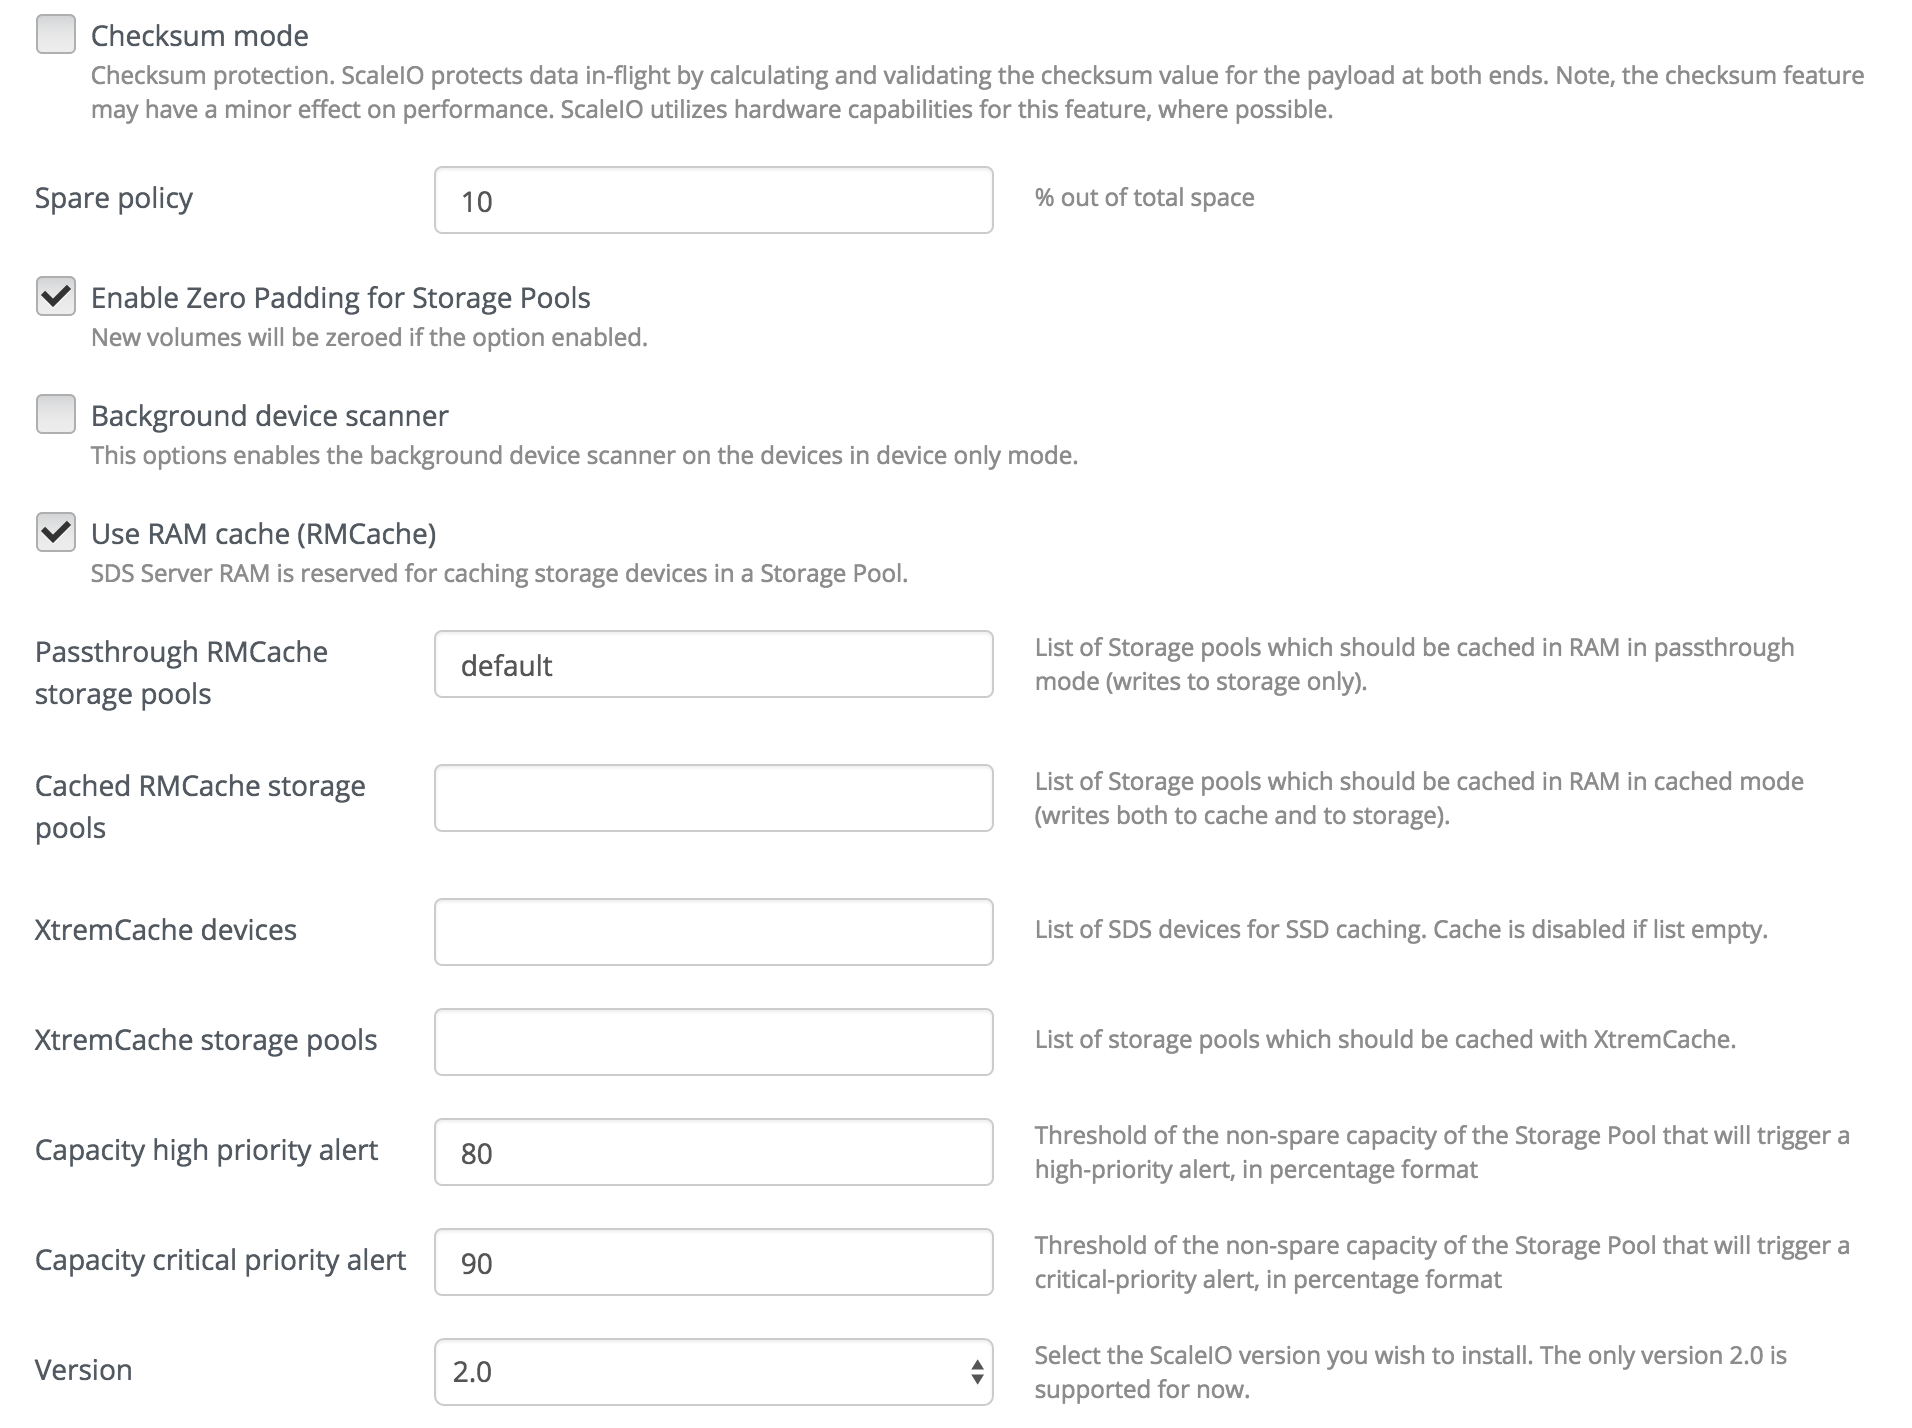 Checksum mode
Checksum protection. ScaleIO protects data in-flight by calculating and validating the checksum value for the payload at both ends. Note, the checksum feature
may have a minor effect on performance. ScaleIO utilizes hardware capabilities for this feature, where possible.
Spare policy
10
% out of total space
Enable Zero Padding for Storage Pools
New volumes will be zeroed if the option enabled.
Background device scanner
This options enables the background device scanner on the devices in device only mode.
Use RAM cache (RMCache)
SDS Server RAM is reserved for caching storage devices in a Storage Pool.
Passthrough RMCache
storage pools
default
List of Storage pools which should be cached in RAM in passthrough
mode (writes to storage only).
Cached RMCache storage
pools
List of Storage pools which should be cached in RAM in cached mode
(writes both to cache and to storage).
XtremCache devices
List of SDS devices for SSD caching. Cache is disabled if list empty.
XtremCache storage pools
List of storage pools which should be cached with XtremCache.
Capacity high priority alert
80
Threshold of the non-spare capacity of the Storage Pool that will trigger a
high-priority alert, in percentage format
Capacity critical priority alert
90
Threshold of the non-spare capacity of the Storage Pool that will trigger a
critical-priority alert, in percentage format
Version
2.0
Select the ScaleIO version you wish to install. The only version 2.0 is
supported for now.